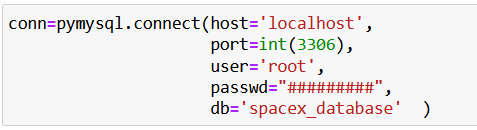 conn=pymysql.connect(host='localhost',
port=int(3306),
user='root',
passwd="#########",
db='spacex_database'  )